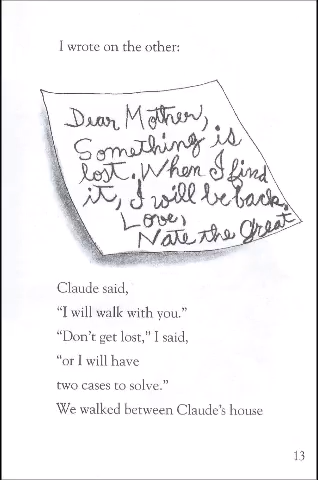 I wrote on the other:
Dear Mother,
Something is
lost. When I find
it, I will be back.
Love,
Nate the Great
Claude said,
“I will walk with you.”
“Don't get lost,” I said,
“or I will have
two cases to solve.”
We walked between Claude's house
13